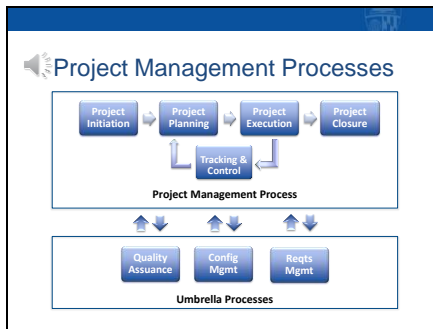 Project Management Processes
Project
Initiation
Project
Planning
Project
Execution
Project
Closure
Tracking &
Control
Project Management Process
Quality
Assuance
Config
Mgmt
Reqts
Mgmt
Umbrella Processes